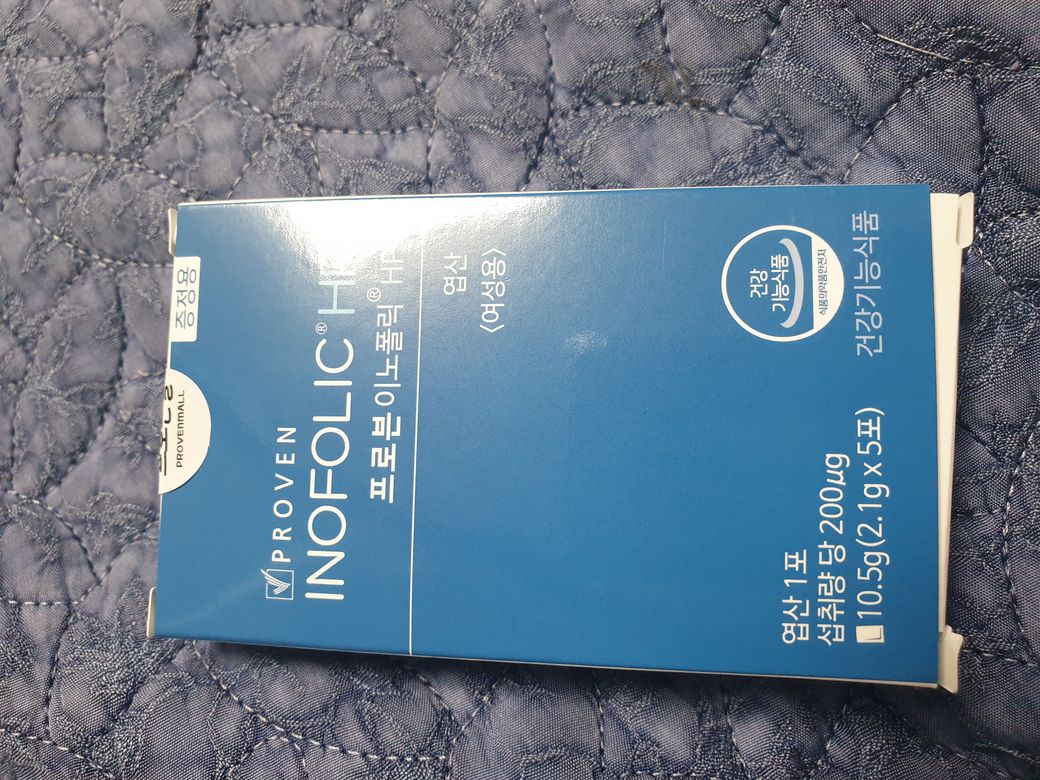 증정용
PROVENMALL
PROVEN
INOFOLIC® H
프로븐 이노폴릭® HP
엽산
<여성용>
건강
기능식품
식품의약품안전처
건강기능식품
엽산 1포
섭취량 당 200µg
10.5g(2.1g x 5포)